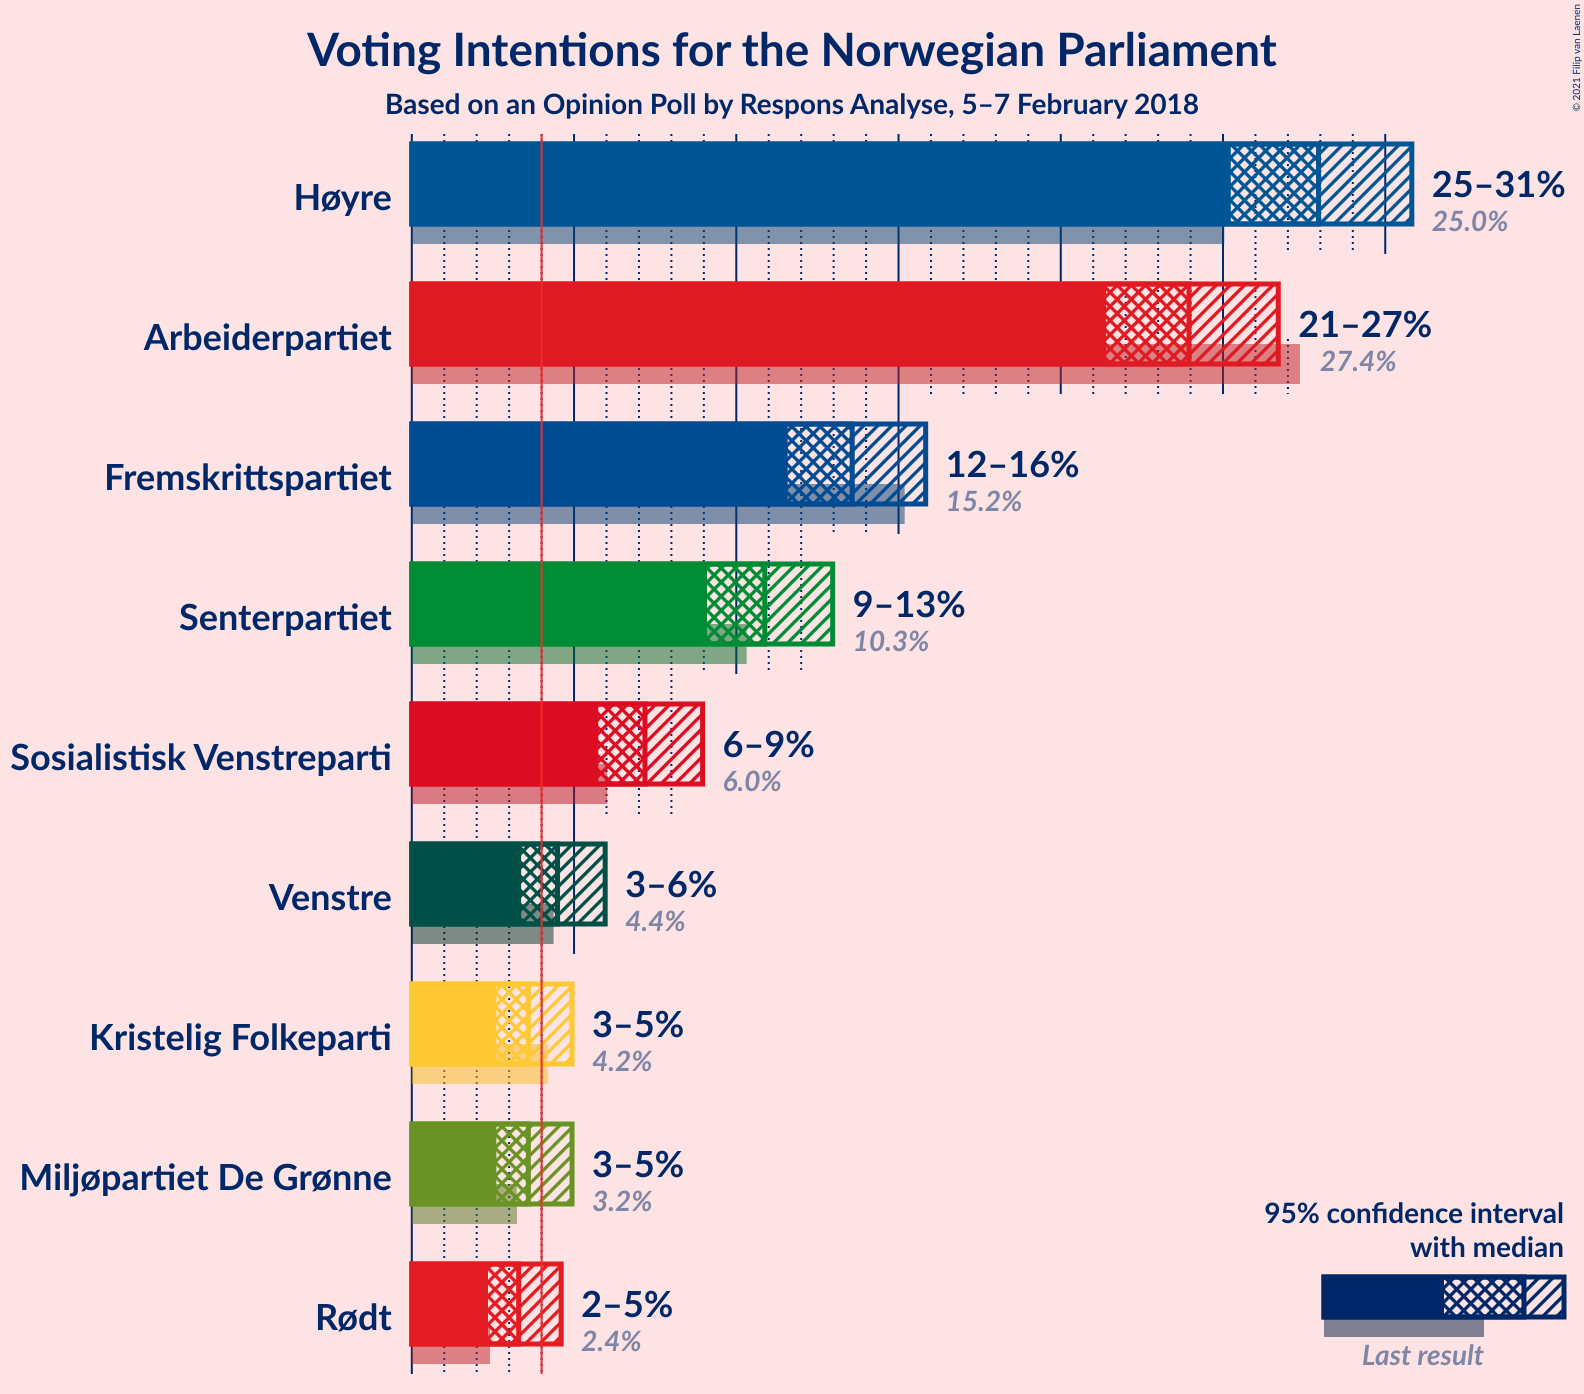 Voting Intentions for the Norwegian Parliament
Based on an Opinion Poll by Respons Analyse, 5–7 February 2018
© 2021 Filip van Laenen
Høyre
25–31%
25.0%
Arbeiderpartiet
21–27%
27.4%
Fremskrittspartiet
12–16%
15.2%
Senterpartiet
9–13%
10.3%
Sosialistisk Venstreparti
6–9%
6.0%
Venstre
3–6%
4.4%
Kristelig Folkeparti
3–5%
4.2%
Miljøpartiet De Grønne
3–5%
3.2%
Rødt
2–5%
2.4%
95% confidence interval
with median
Last result